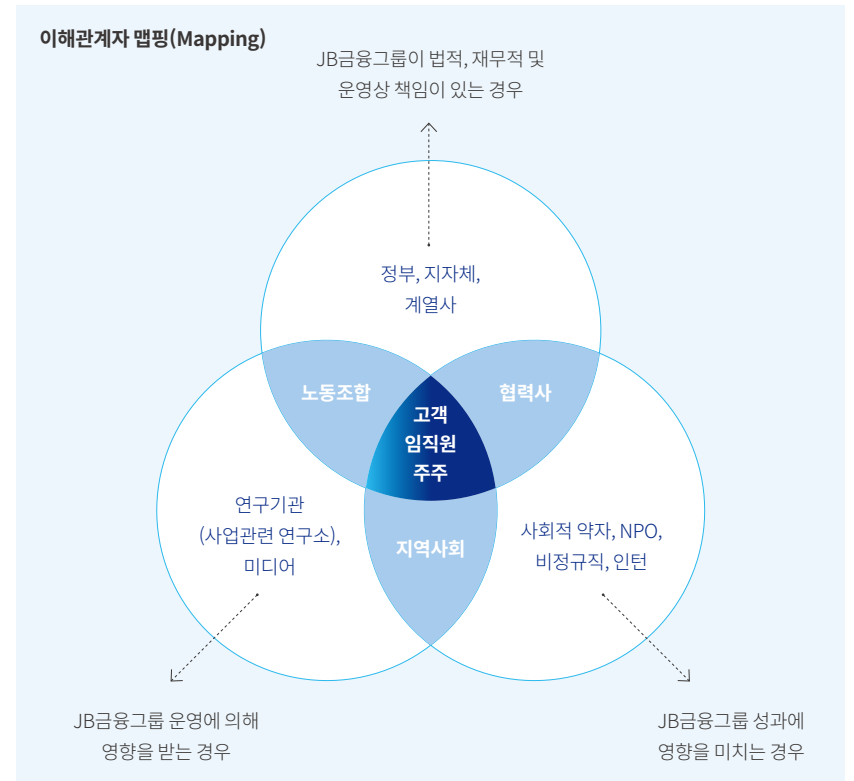 이해관계자 맵핑(Mapping)
JB금융그룹이 법적, 재무적 및
운영상 책임이 있는 경우
정부, 지자체,
계열사
노동조합
협력사
고객
임직원
주주
연구기관
(사업관련 연구소),
미디어
지역사회
사회적 약자, NPO,
비정규직, 인턴
JB금융그룹 운영에 의해
영향을 받는 경우
JB금융그룹 성과에
영향을 미치는 경우